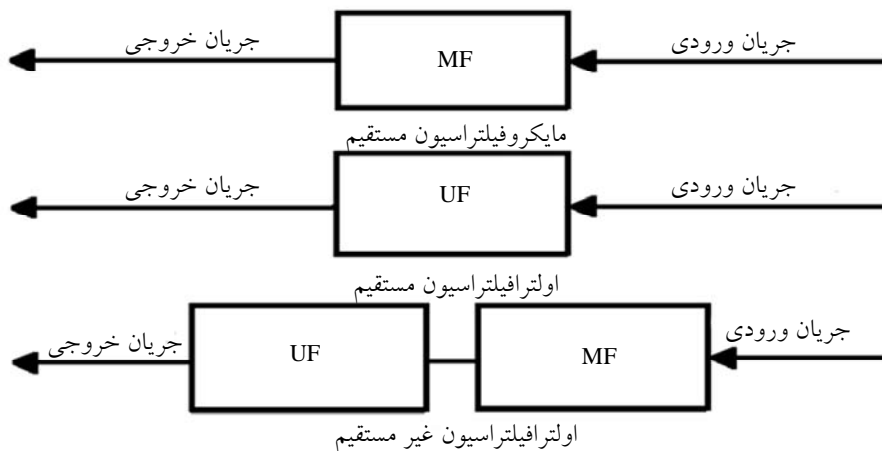 جریان ورودی
MF
جریان خروجی
مایکروفیلتراسیون مستقیم
جریان ورودی
UF
جریان خروجی
اولترافیلتراسیون مستقیم
جریان ورودی
MF
UF
جریان خروجی
اولترافیلتراسیون غیر مستقیم